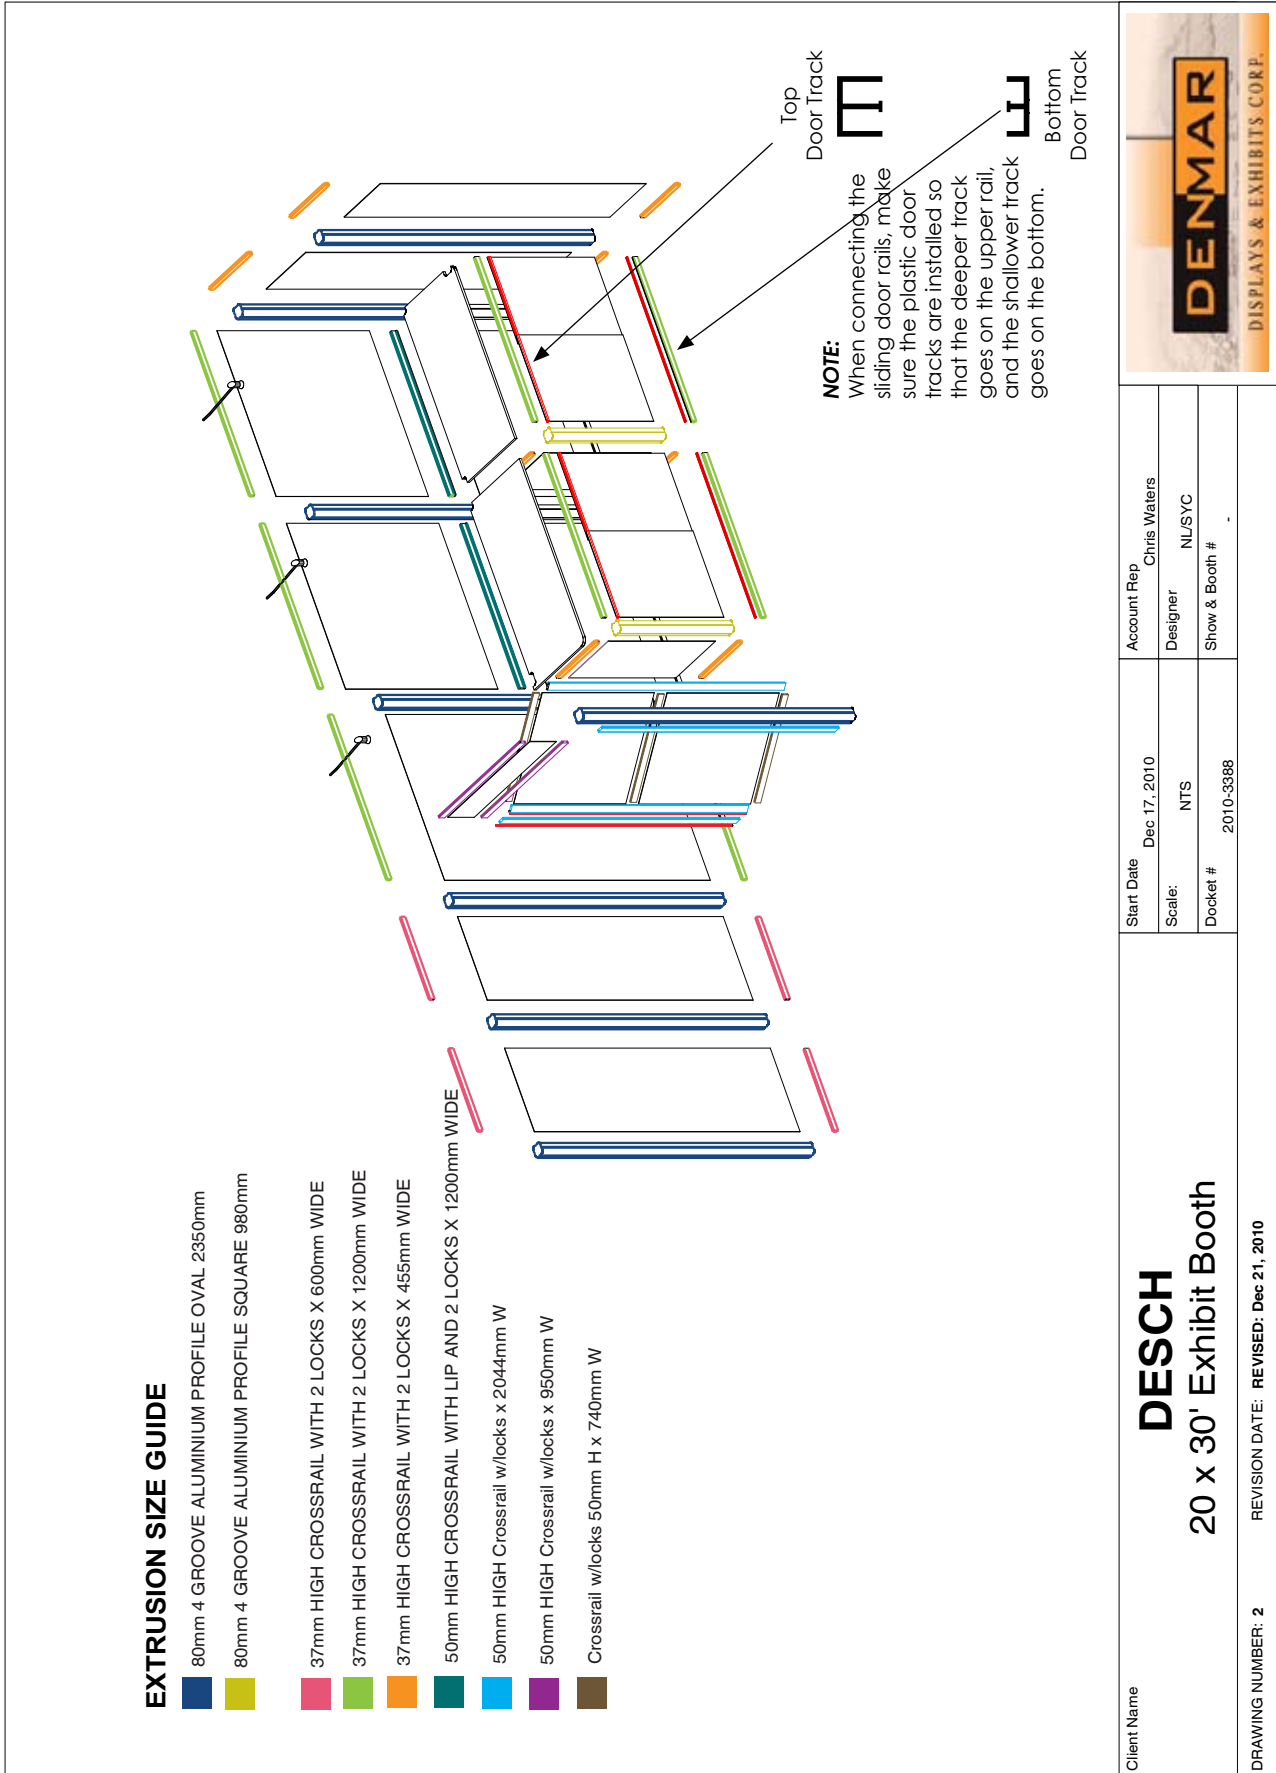 EXTRUSION SIZE GUIDE
80mm 4 GROOVE ALUMINIUM PROFILE OVAL 2350mm
80mm 4 GROOVE ALUMINIUM PROFILE SQUARE 980mm
37mm HIGH CROSSRAIL WITH 2 LOCKS X 600mm WIDE
37mm HIGH CROSSRAIL WITH 2 LOCKS X 1200mm WIDE
37mm HIGH CROSSRAIL WITH 2 LOCKS X 455mm WIDE
50mm HIGH CROSSRAIL WITH LIP AND 2 LOCKS X 1200mm WIDE
50mm HIGH Crossrail w/locks x 2044mm W
50mm HIGH Crossrail w/locks x 950mm W
Crossrail w/locks 50mm H x 740mm W
Top
Door Track
NOTE:
When connecting the
sliding door rails, make
sure the plastic door
tracks are installed so
that the deeper track
goes on the upper rail,
and the shallower track
goes on the bottom.
Bottom
Door Track
Client Name
DESCH
20 x 30' Exhibit Booth
Start Date
Dec 17, 2010
Scale:
NTS
Docket #
2010-3388
Account Rep
Chris Waters
Designer
NL/SYC
Show & Booth #
-
DENMAR
DISPLAYS & EXHIBITS CORP.
DRAWING NUMBER: 2
REVISION DATE: REVISED: Dec 21, 2010